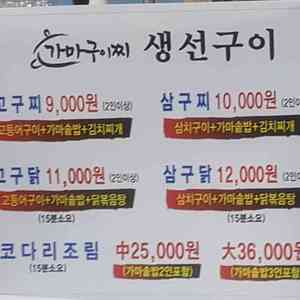 가마구이찌 생선구이
고구찌 9,000원 (2인이상) 삼구찌 10,000원 (2인이상)
고등어구이+가마솥밥+김치찌개 삼치구이+가마솥밥+김치찌개
고구닭 11,000원 (2인이상) 삼구닭 12,000원 (2인이상)
고등어구이+가마솥밥+닭볶음탕 삼치구이+가마솥밥+닭볶음탕
(15분소요) (15분소요)
코다리조림 中25,000원 大36,000원
(15분소요) (가마솥밥2인포함) (가마솥밥3인포함)